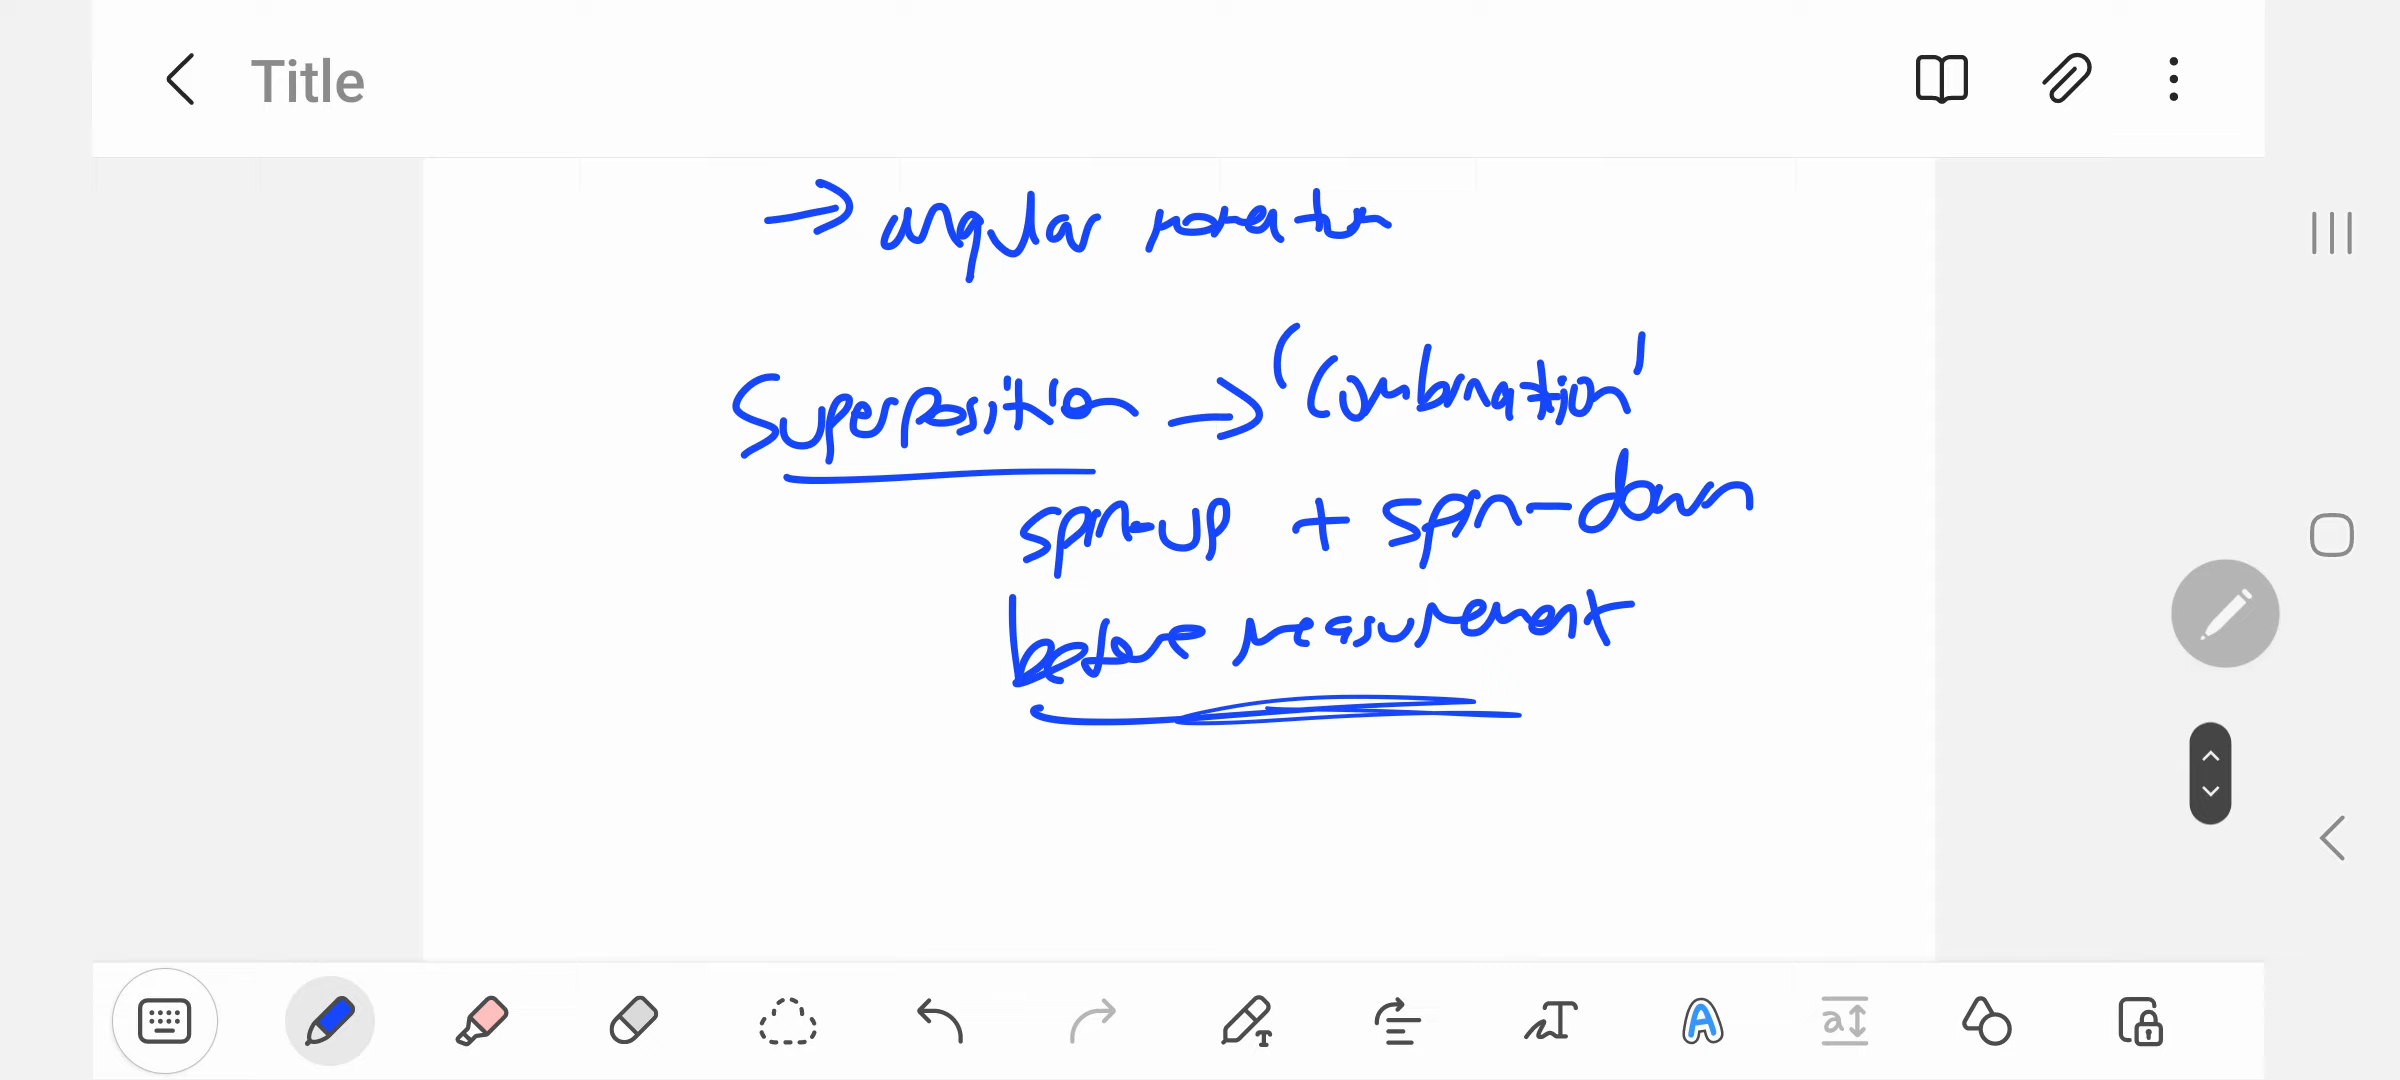 Title
→ angular momentum
Superposition → 'Combination'
spin-up + spin-down
before measurement